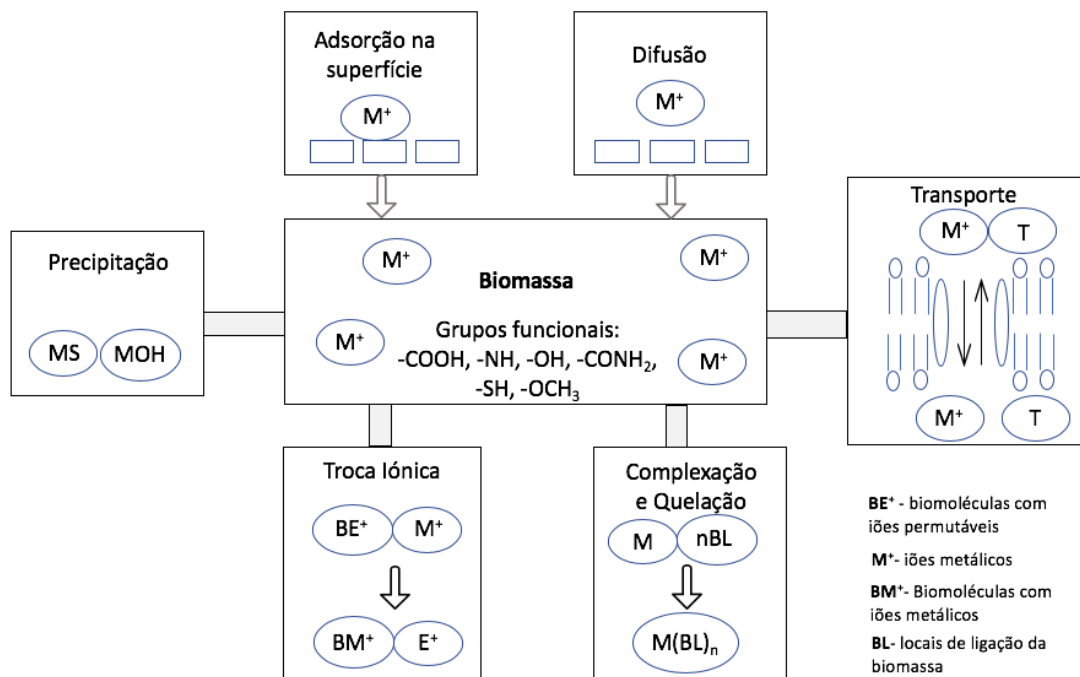 Adsorção na
superfície
M⁺
Difusão
M⁺
Transporte
M⁺
T
M⁺
T
Precipitação
MS
MOH
M⁺
M⁺
Biomassa
M⁺
Grupos funcionais:
-COOH, -NH, -OH, -CONH₂,
-SH, -OCH₃
M⁺
Troca Iónica
BE⁺
M⁺
BM⁺
E⁺
Complexação
e Quelação
M
nBL
M(BL)ₙ
BE⁺ - biomoléculas com
iões permutáveis
M⁺- iões metálicos
BM⁺- Biomoléculas com
iões metálicos
BL- locais de ligação da
biomassa